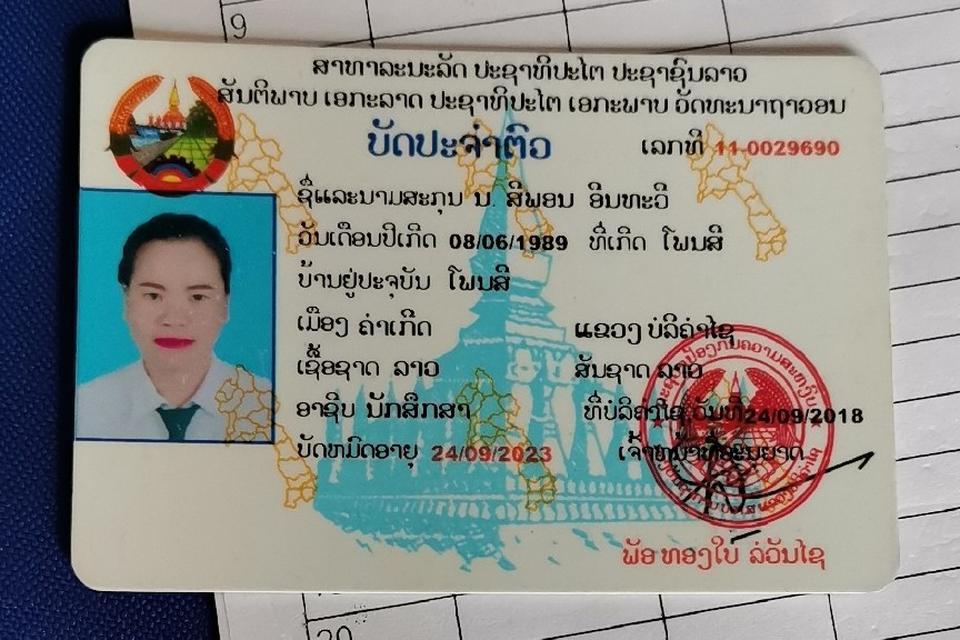 9
ສາທາລະນະລັດ ປະຊາທິປະໄຕ ປະຊາຊົນລາວ
ສັນຕິພາບ ເອກະລາດ ປະຊາທິປະໄຕ ເອກະພາບ ວັດທະນາຖາວອນ
ບັດປະຈຳຕົວ ເລກທີ 11-0029690
ຊື່ແລະນາມສະກຸນ ນ. ສີພອນ ອິນທະວີ
ວັນເດືອນປີເກີດ 08/06/1989 ທີ່ເກີດ ໂພນສີ
ບ້ານຢູ່ປະຈຸບັນ ໂພນສີ
ເມືອງ ຄຳເກີດ ແຂວງ ບໍລິຄຳໄຊ
ເຊື້ອຊາດ ລາວ ສັນຊາດ ລາວ
ອາຊີບ ນັກສຶກສາ ທີ່ບໍລິຄຳໄຊ ວັນທີ 24/09/2018
ບັດຫມົດອາຍຸ 24/09/2023 ເຈົ້າຫນ້າທີ່ອະນຸຍາດ
ພັອ ທອງໃບ ລໍວັນໄຊ
20